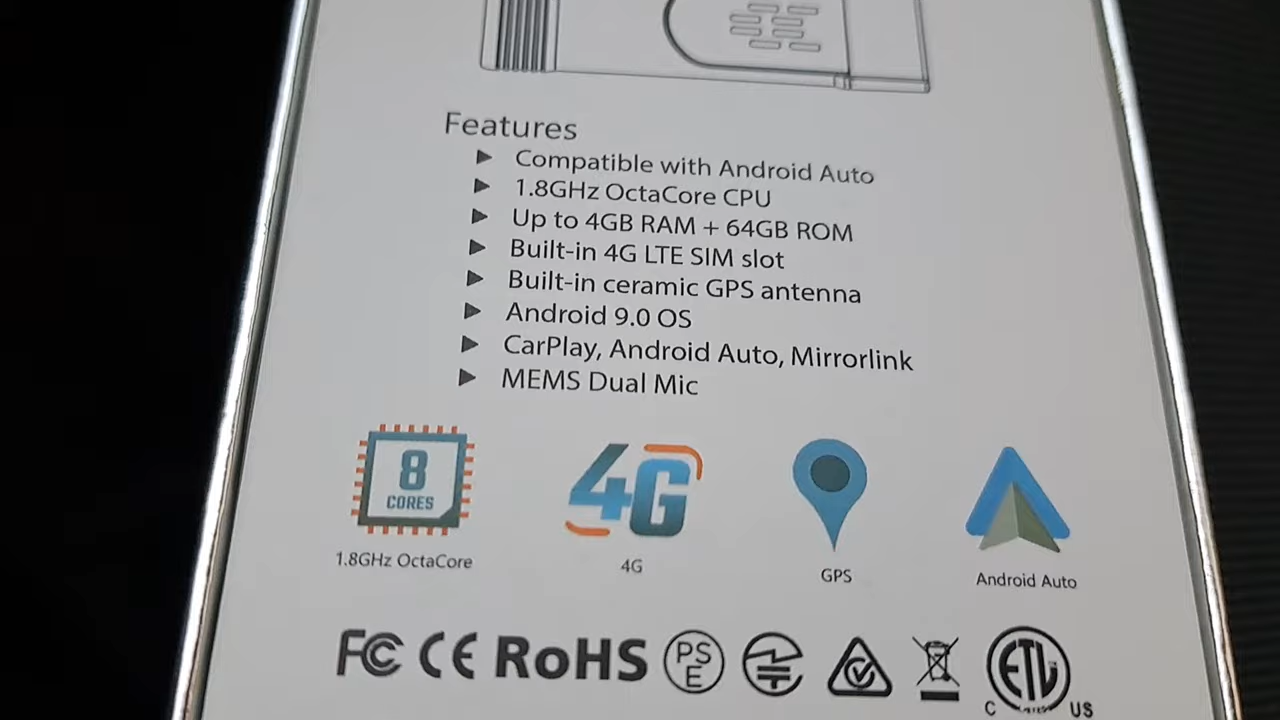 Features
Compatible with Android Auto
1.8GHz OctaCore CPU
Up to 4GB RAM + 64GB ROM
Built-in 4G LTE SIM slot
Built-in ceramic GPS antenna
Android 9.0 OS
CarPlay, Android Auto, Mirrorlink
MEMS Dual Mic
8
CORES
4G
1.8GHz OctaCore
4G
GPS
Android Auto
FC CE RoHS PSE ETL
C US